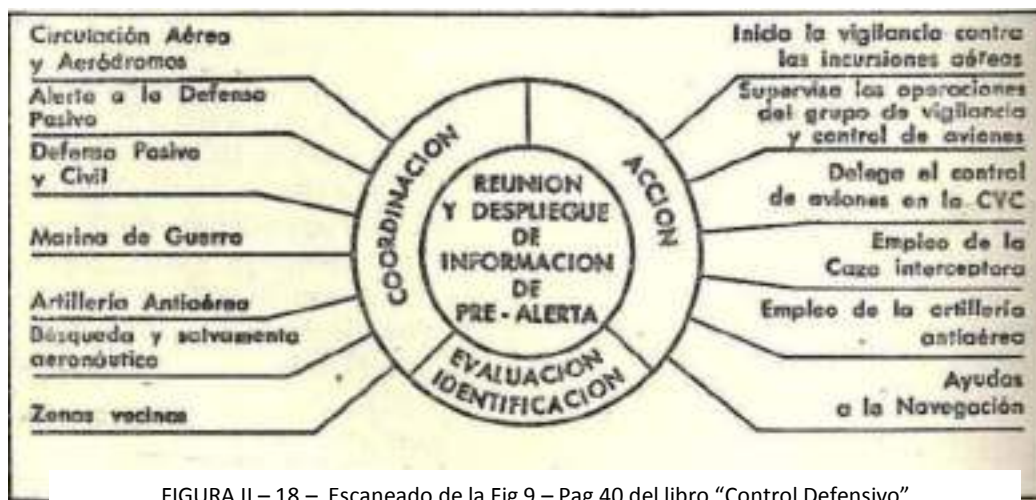 Circulación Aérea
y Aeródromos
Alerta a la Defensa
Pasiva
Defensa Pasiva
y Civil
Marina de Guerra
Artillería Antiaérea
Búsqueda y salvamento
aeronáutico
Zonas vecinas
COORDINACION
REUNION
Y DESPLIEGUE
DE
INFORMACION
DE
PRE - ALERTA
EVALUACION
IDENTIFICACION
ACCION
Inicia la vigilancia contra
las incursiones aéreas
Supervisa las operaciones
del grupo de vigilancia
y control de aviones
Delega el control
de aviones en la CVC
Empleo de la
Caza interceptora
Empleo de la artillería
antiaérea
Ayudas
a la Navegación
FIGURA II – 18 – Escaneado de la Fig 9 – Pag 40 del libro “Control Defensivo”